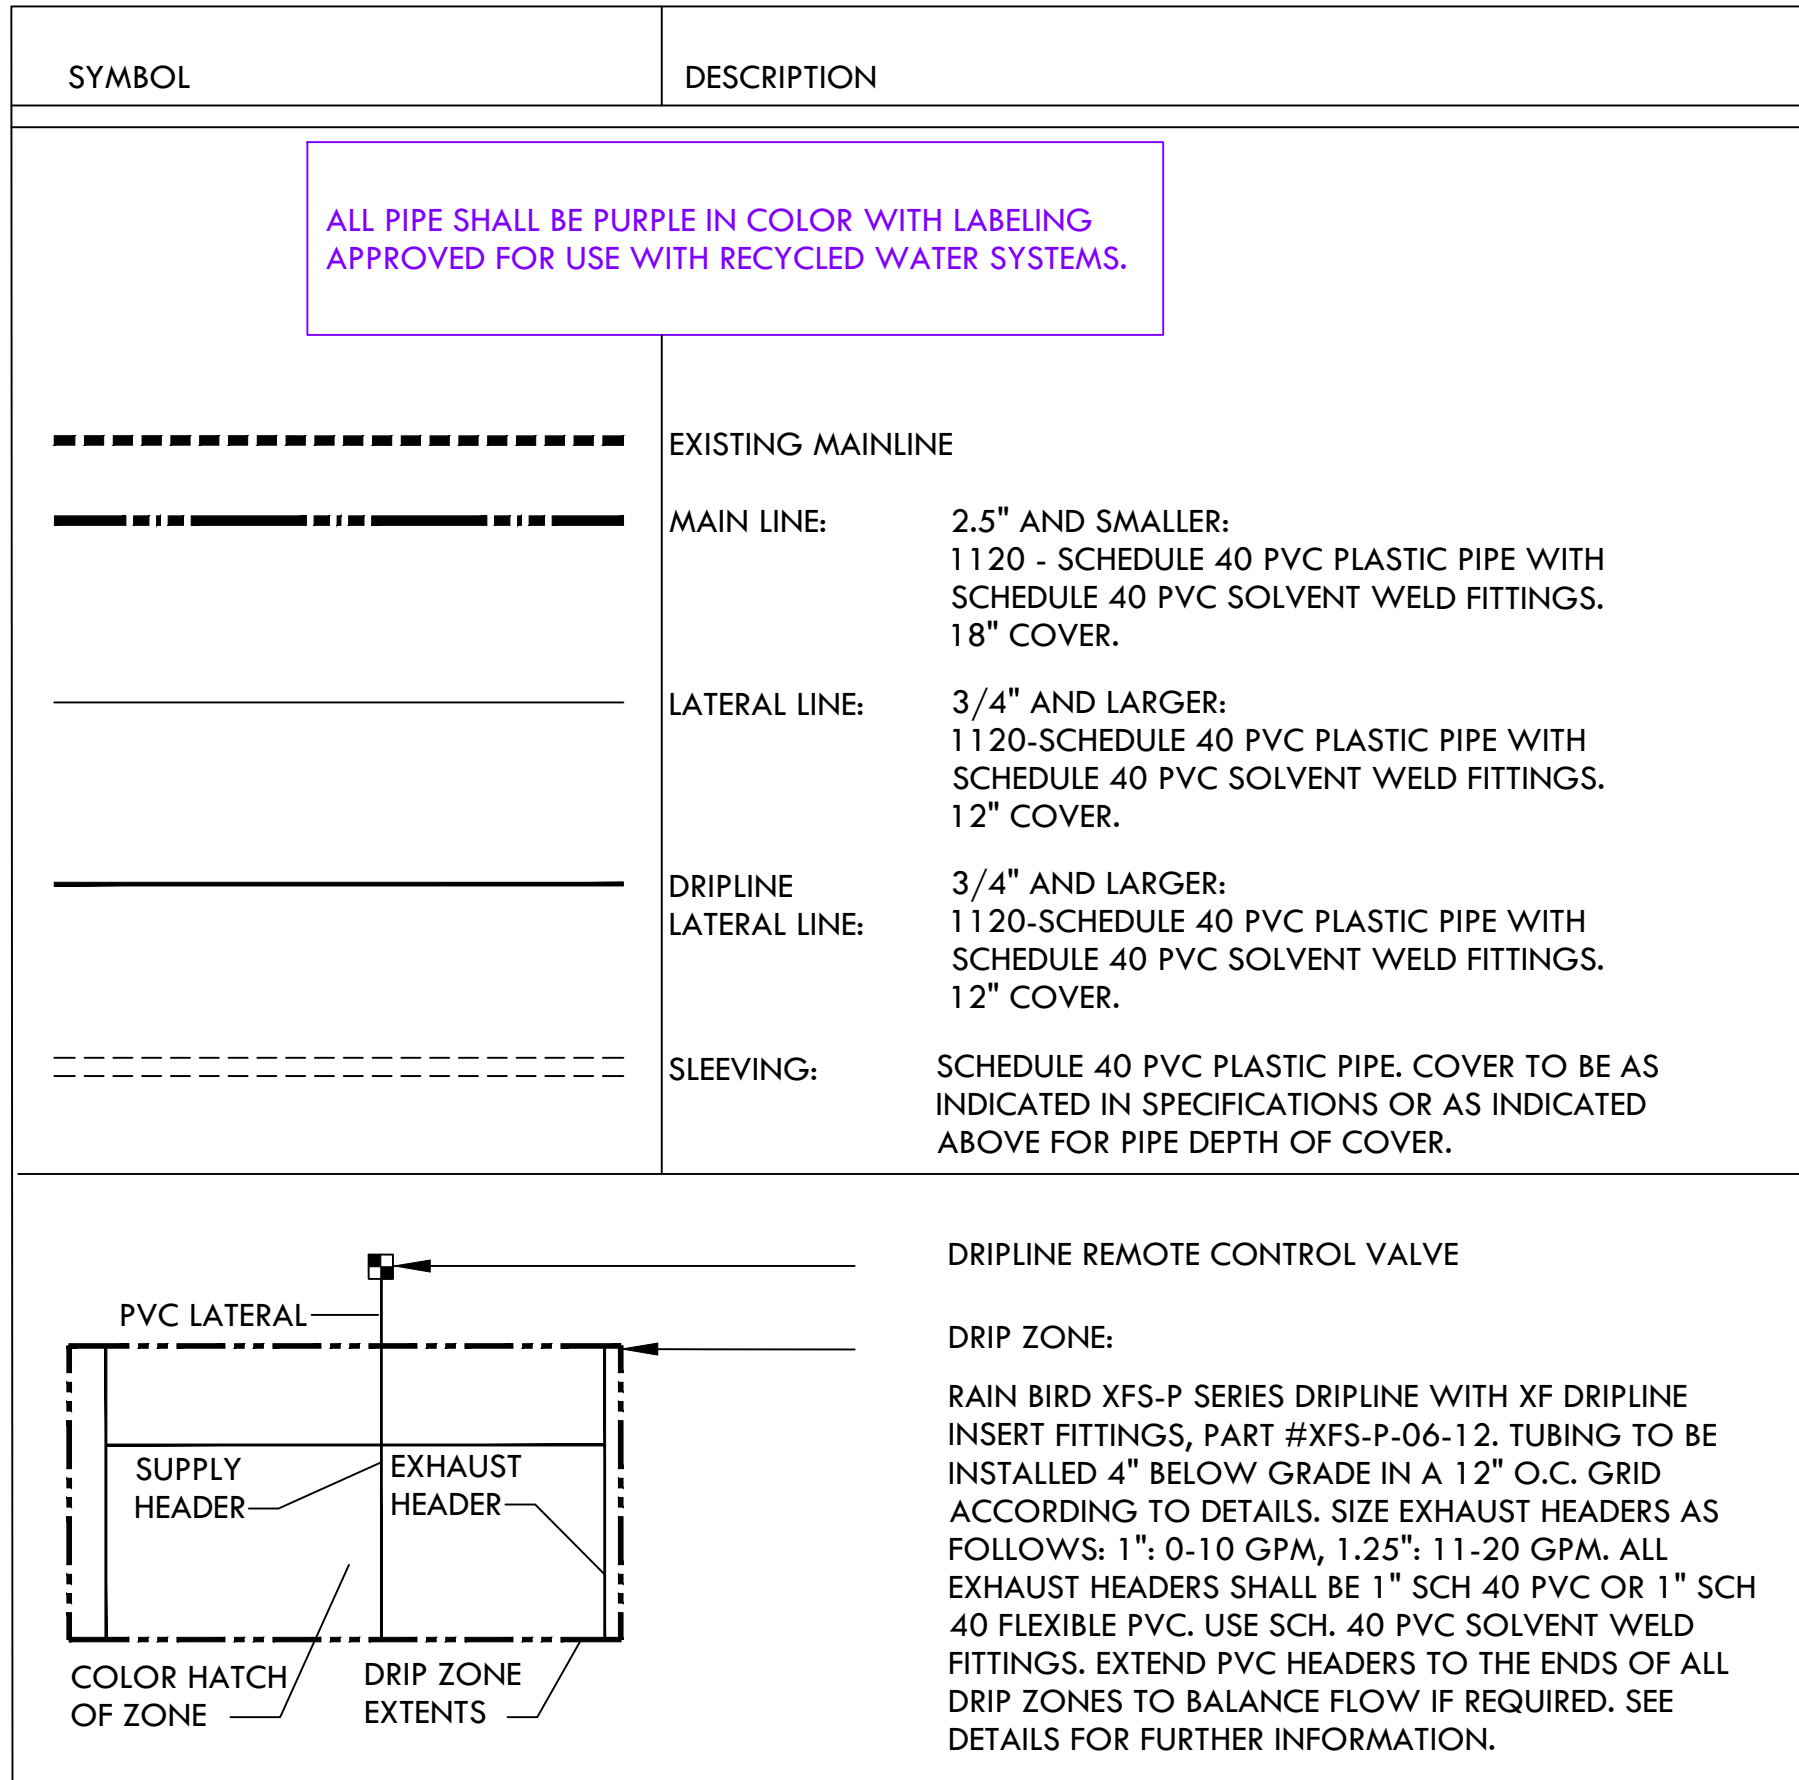 SYMBOL
DESCRIPTION
ALL PIPE SHALL BE PURPLE IN COLOR WITH LABELING
APPROVED FOR USE WITH RECYCLED WATER SYSTEMS.
EXISTING MAINLINE
MAIN LINE:
2.5" AND SMALLER:
1120 - SCHEDULE 40 PVC PLASTIC PIPE WITH
SCHEDULE 40 PVC SOLVENT WELD FITTINGS.
18" COVER.
LATERAL LINE:
3/4" AND LARGER:
1120-SCHEDULE 40 PVC PLASTIC PIPE WITH
SCHEDULE 40 PVC SOLVENT WELD FITTINGS.
12" COVER.
DRIPLINE
LATERAL LINE:
3/4" AND LARGER:
1120-SCHEDULE 40 PVC PLASTIC PIPE WITH
SCHEDULE 40 PVC SOLVENT WELD FITTINGS.
12" COVER.
SLEEVING:
SCHEDULE 40 PVC PLASTIC PIPE. COVER TO BE AS
INDICATED IN SPECIFICATIONS OR AS INDICATED
ABOVE FOR PIPE DEPTH OF COVER.
PVC LATERAL
SUPPLY
HEADER
EXHAUST
HEADER
COLOR HATCH
OF ZONE
DRIP ZONE
EXTENTS
DRIPLINE REMOTE CONTROL VALVE
DRIP ZONE:
RAIN BIRD XFS-P SERIES DRIPLINE WITH XF DRIPLINE
INSERT FITTINGS, PART #XFS-P-06-12. TUBING TO BE
INSTALLED 4" BELOW GRADE IN A 12" O.C. GRID
ACCORDING TO DETAILS. SIZE EXHAUST HEADERS AS
FOLLOWS: 1": 0-10 GPM, 1.25": 11-20 GPM. ALL
EXHAUST HEADERS SHALL BE 1" SCH 40 PVC OR 1" SCH
40 FLEXIBLE PVC. USE SCH. 40 PVC SOLVENT WELD
FITTINGS. EXTEND PVC HEADERS TO THE ENDS OF ALL
DRIP ZONES TO BALANCE FLOW IF REQUIRED. SEE
DETAILS FOR FURTHER INFORMATION.